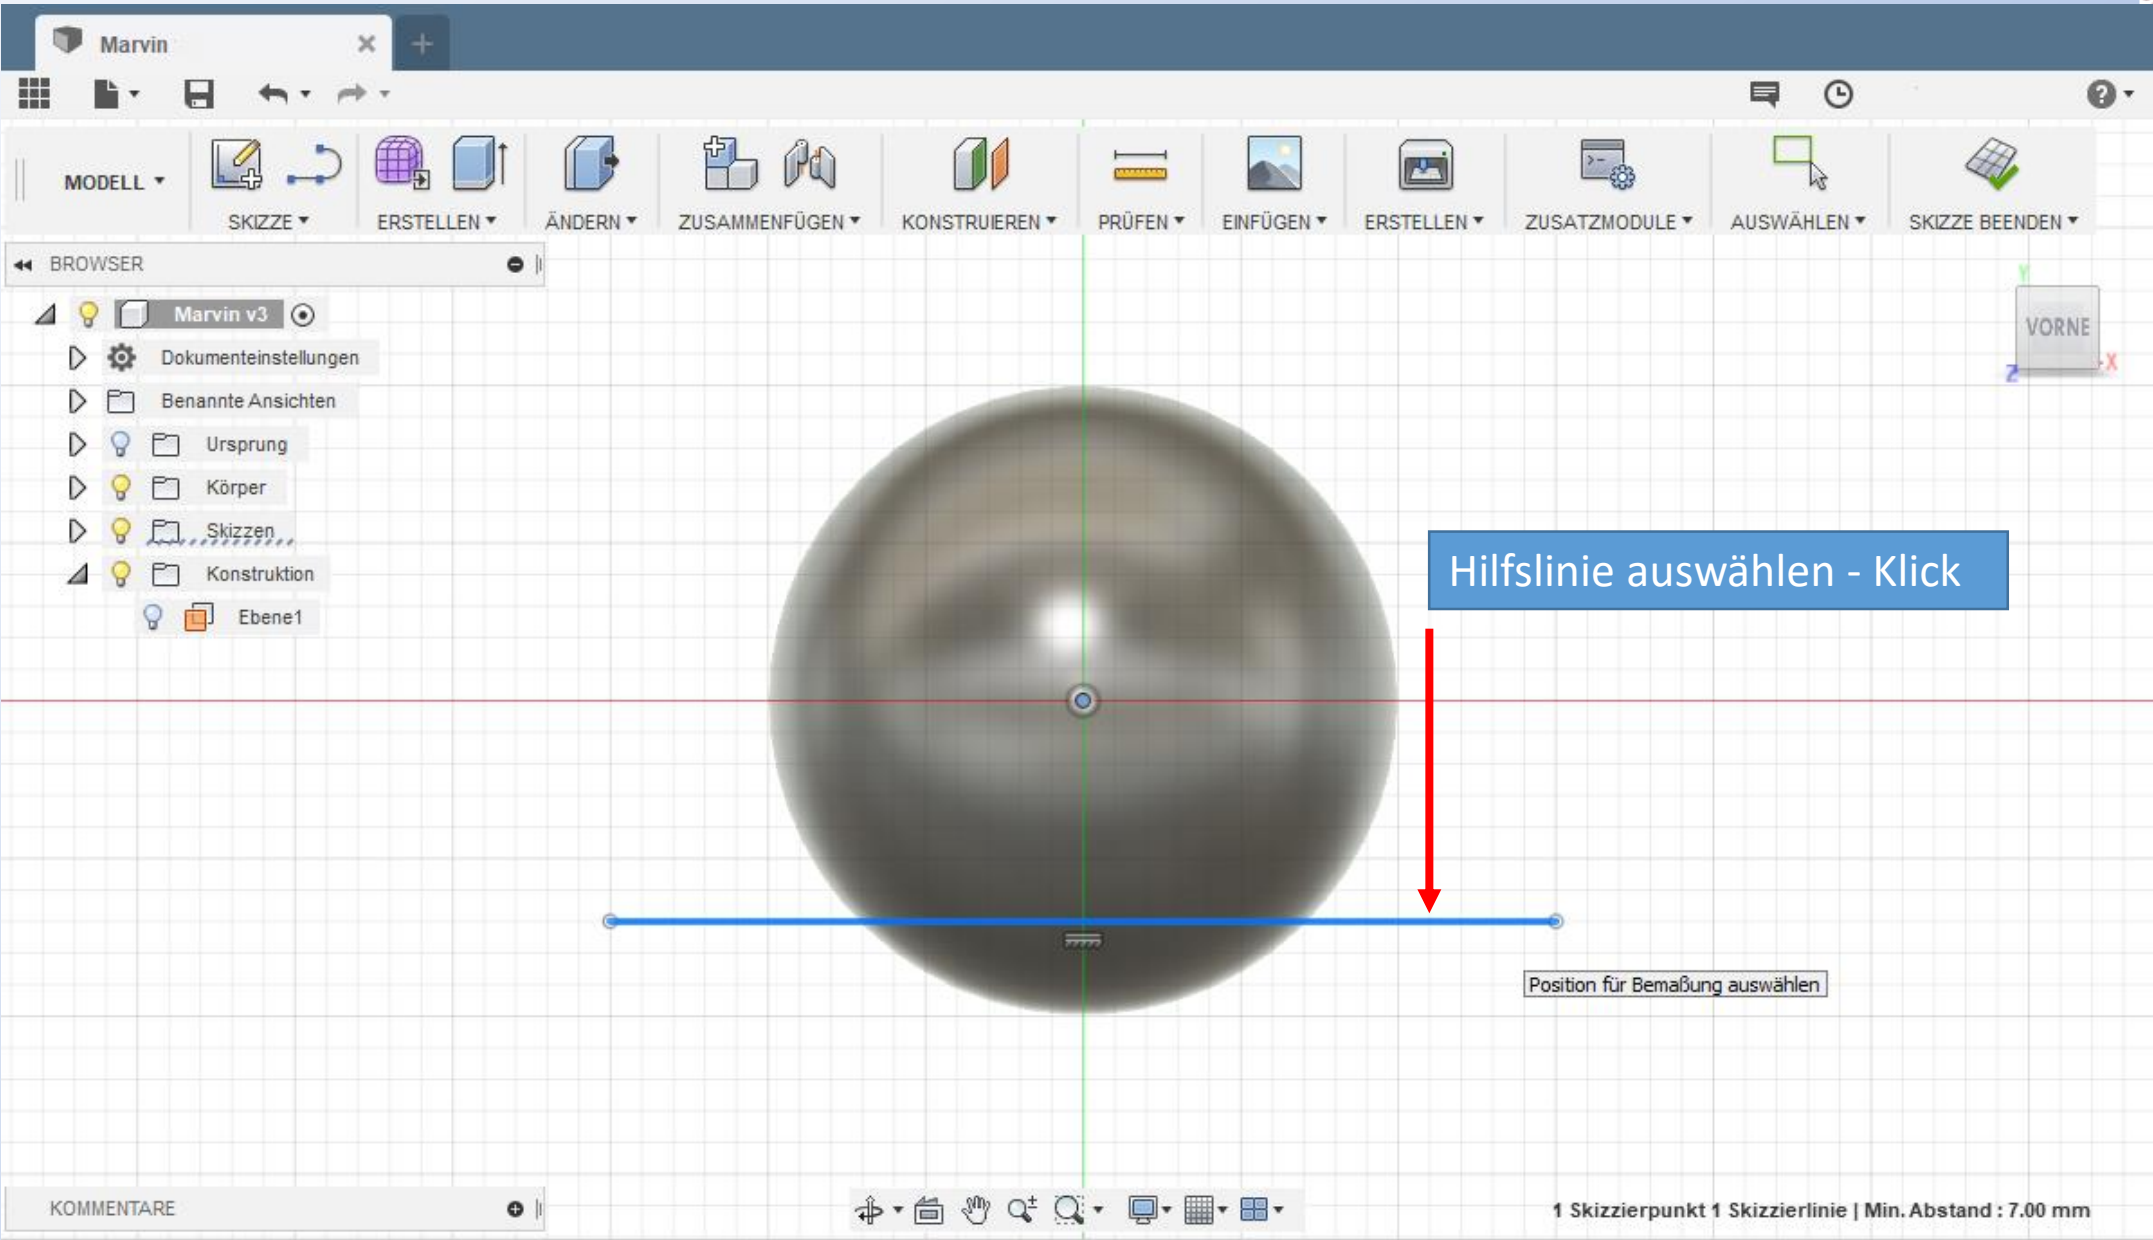 Marvin
MODELL
SKIZZE
ERSTELLEN
ÄNDERN
ZUSAMMENFÜGEN
KONSTRUIEREN
PRÜFEN
EINFÜGEN
ERSTELLEN
ZUSATZMODULE
AUSWÄHLEN
SKIZZE BEENDEN
BROWSER
Marvin v3
Dokumenteinstellungen
Benannte Ansichten
Ursprung
Körper
Skizzen
Konstruktion
Ebene1
Y
VORNE
X
Z
Hilfslinie auswählen - Klick
Position für Bemaßung auswählen
KOMMENTARE
1 Skizzierpunkt 1 Skizzierlinie | Min. Abstand : 7.00 mm